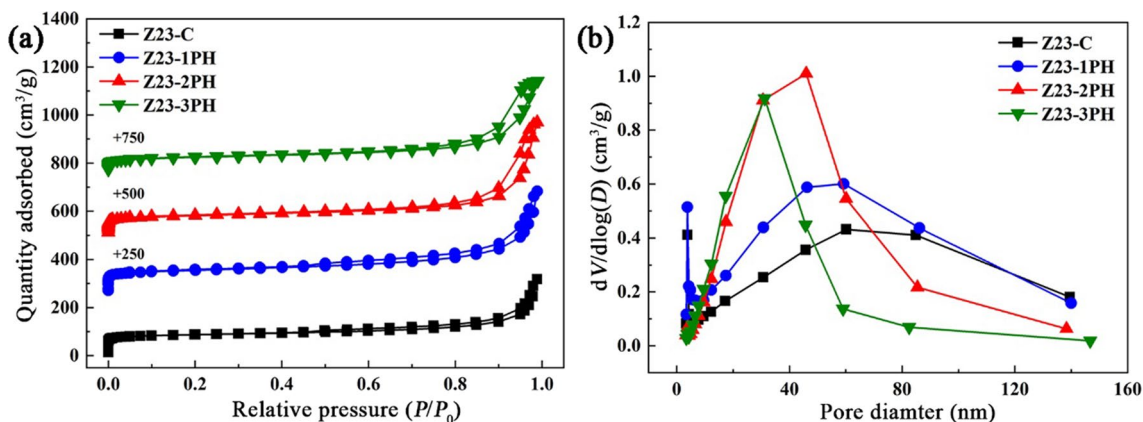 (a)
Z23-C
Z23-1PH
Z23-2PH
Z23-3PH
+750
+500
+250
1400
1200
1000
800
600
400
200
0
0.0 0.2 0.4 0.6 0.8 1.0
Quantity adsorbed (cm³/g)
Relative pressure (P/P₀)
(b)
Z23-C
Z23-1PH
Z23-2PH
Z23-3PH
1.2
1.0
0.8
0.6
0.4
0.2
0.0
0 40 80 120 160
dV/dlog(D) (cm³/g)
Pore diamter (nm)